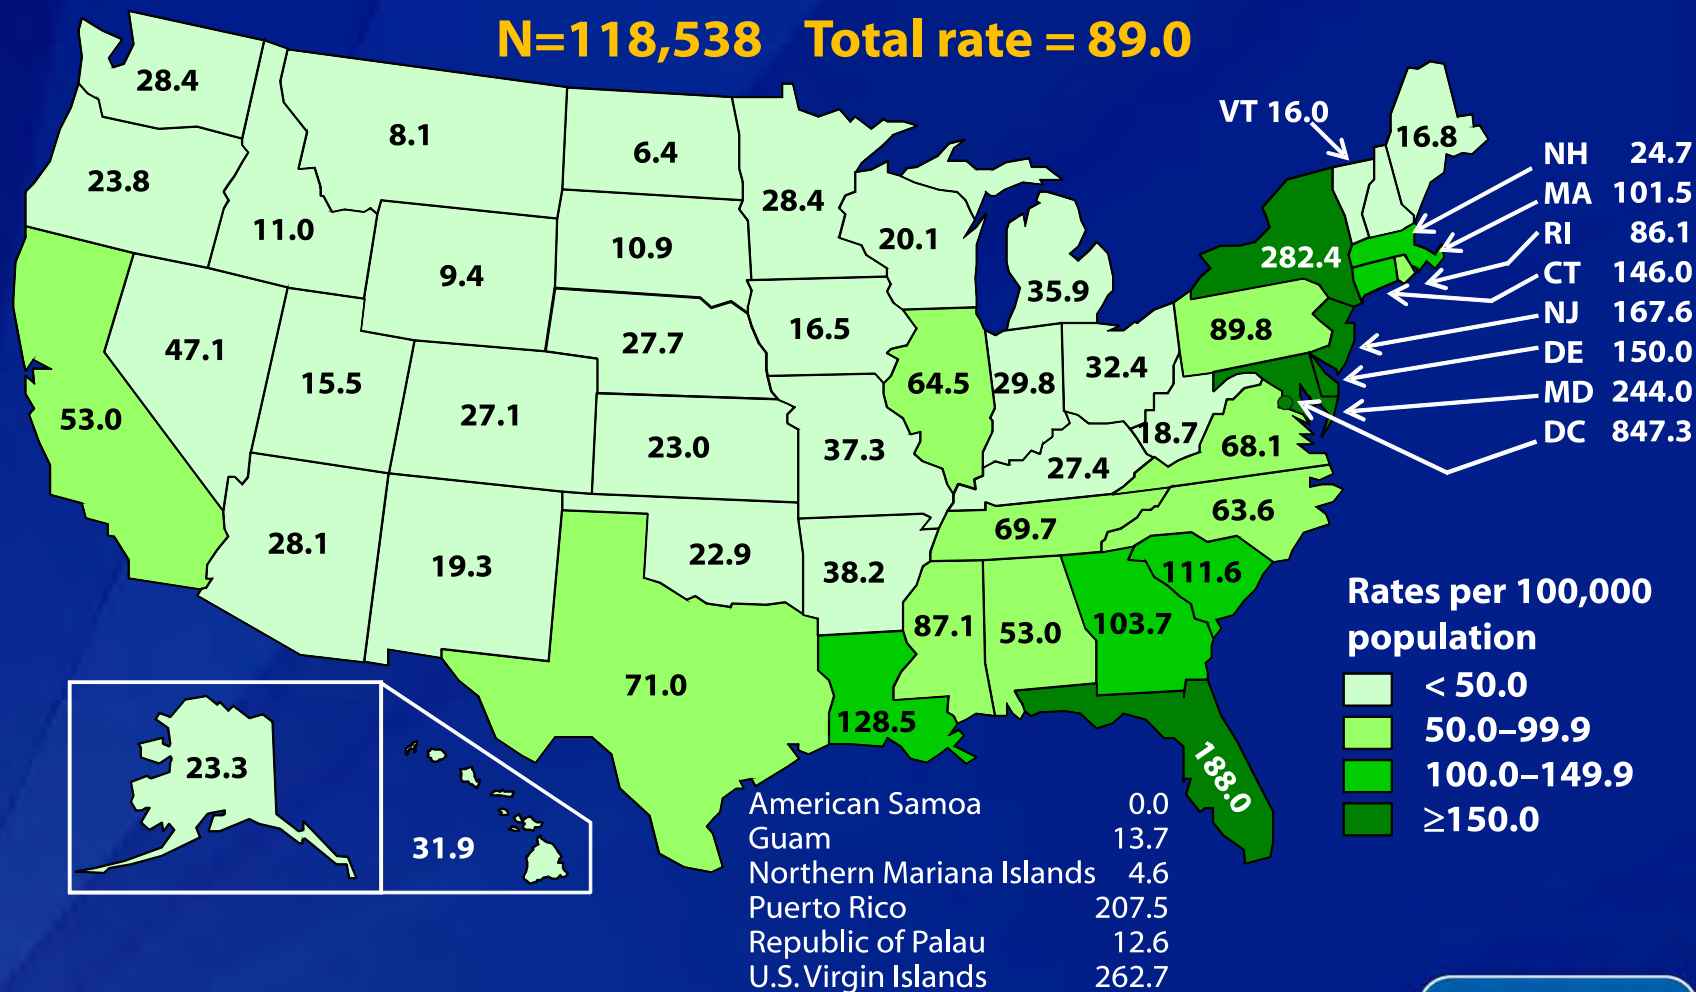 N=118,538 Total rate = 89.0
28.4
8.1
6.4
VT 16.0
16.8
NH 24.7
MA 101.5
RI 86.1
CT 146.0
NJ 167.6
DE 150.0
MD 244.0
DC 847.3
23.8
11.0
9.4
10.9
28.4
20.1
35.9
282.4
47.1
15.5
27.1
27.7
16.5
64.5
29.8
32.4
89.8
53.0
23.0
37.3
27.4
18.7
68.1
28.1
19.3
22.9
38.2
69.7
63.6
111.6
71.0
128.5
87.1
53.0
103.7
188.0
23.3
31.9
Rates per 100,000
population
< 50.0
50.0–99.9
100.0–149.9
≥150.0
American Samoa 0.0
Guam 13.7
Northern Mariana Islands 4.6
Puerto Rico 207.5
Republic of Palau 12.6
U.S. Virgin Islands 262.7